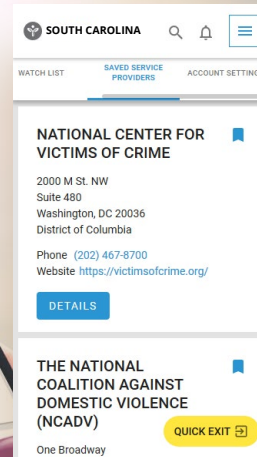 SOUTH CAROLINA
WATCH LIST
SAVED SERVICE
PROVIDERS
ACCOUNT SETTING
NATIONAL CENTER FOR
VICTIMS OF CRIME
2000 M St. NW
Suite 480
Washington, DC 20036
District of Columbia
Phone (202) 467-8700
Website https://victimsofcrime.org/
DETAILS
THE NATIONAL
COALITION AGAINST
DOMESTIC VIOLENCE
(NCADV)
QUICK EXIT
One Broadway